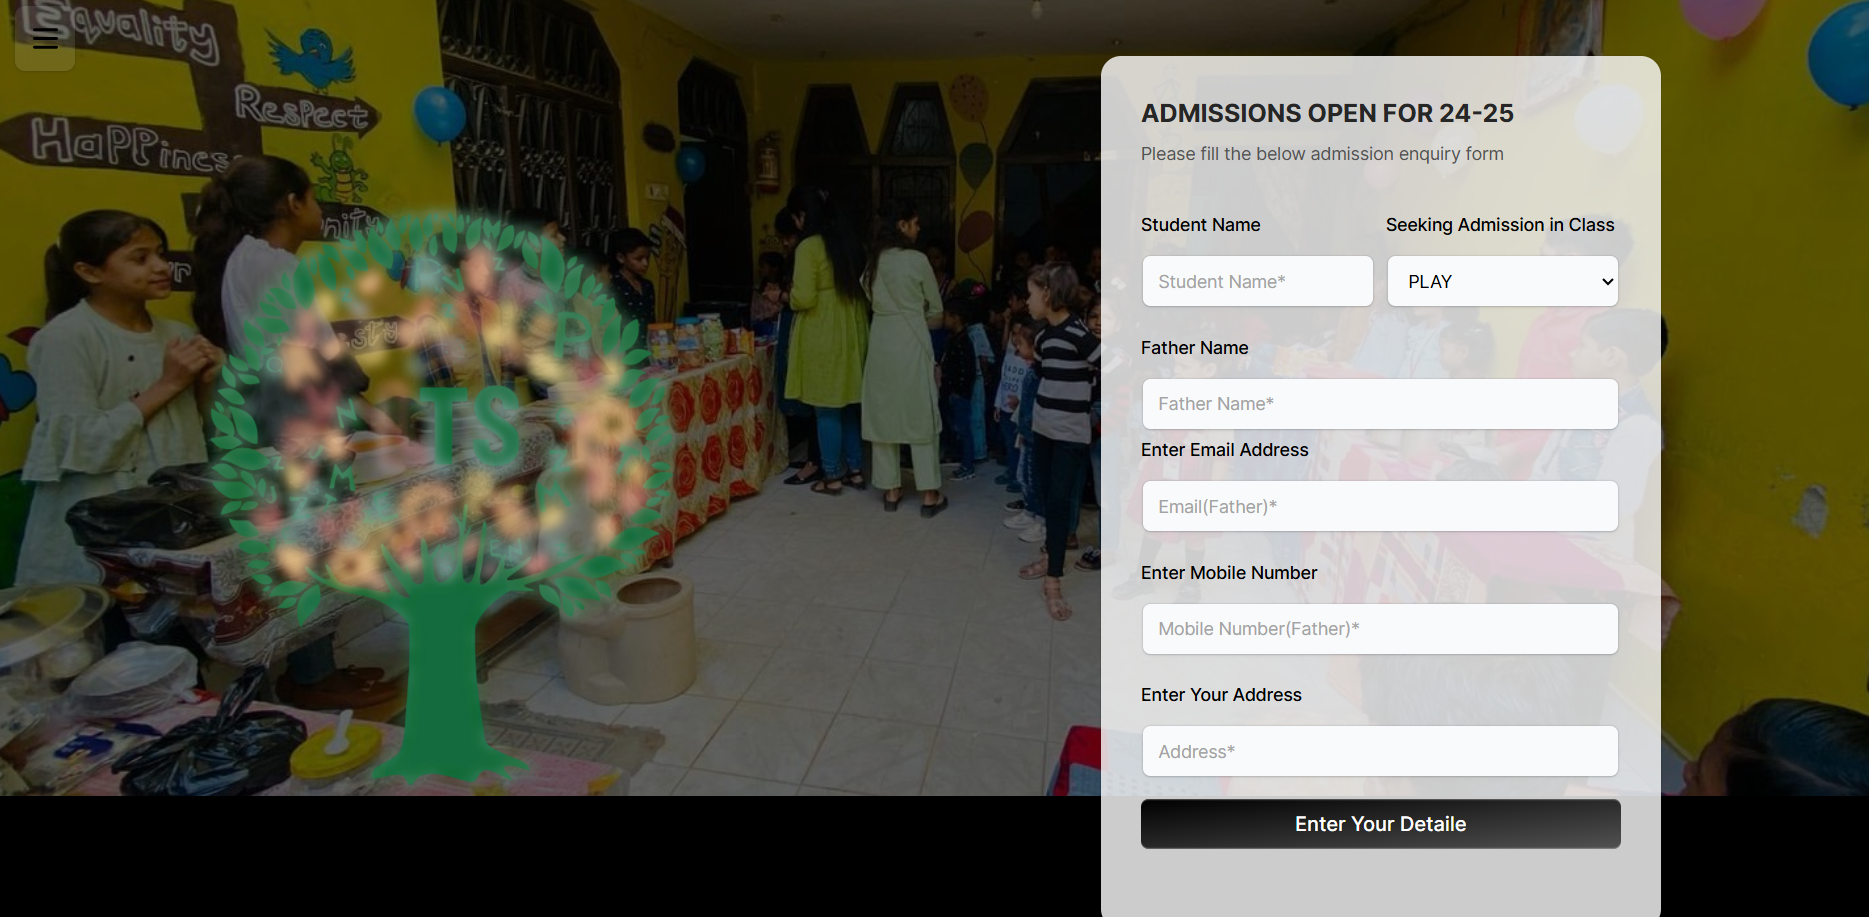 Equality
Respect
Happiness
TS
ADMISSIONS OPEN FOR 24-25
Please fill the below admission enquiry form
Student Name
Seeking Admission in Class
Student Name*
PLAY
Father Name
Father Name*
Enter Email Address
Email(Father)*
Enter Mobile Number
Mobile Number(Father)*
Enter Your Address
Address*
Enter Your Detaile